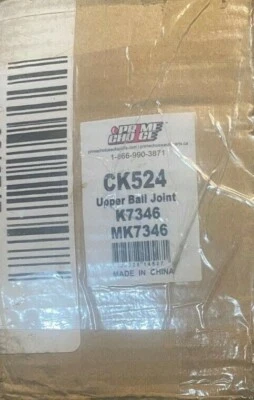 PRIME
CHOICE
1-866-990-3871
CK524
Upper Ball Joint
K7346
MK7346
MADE IN CHINA